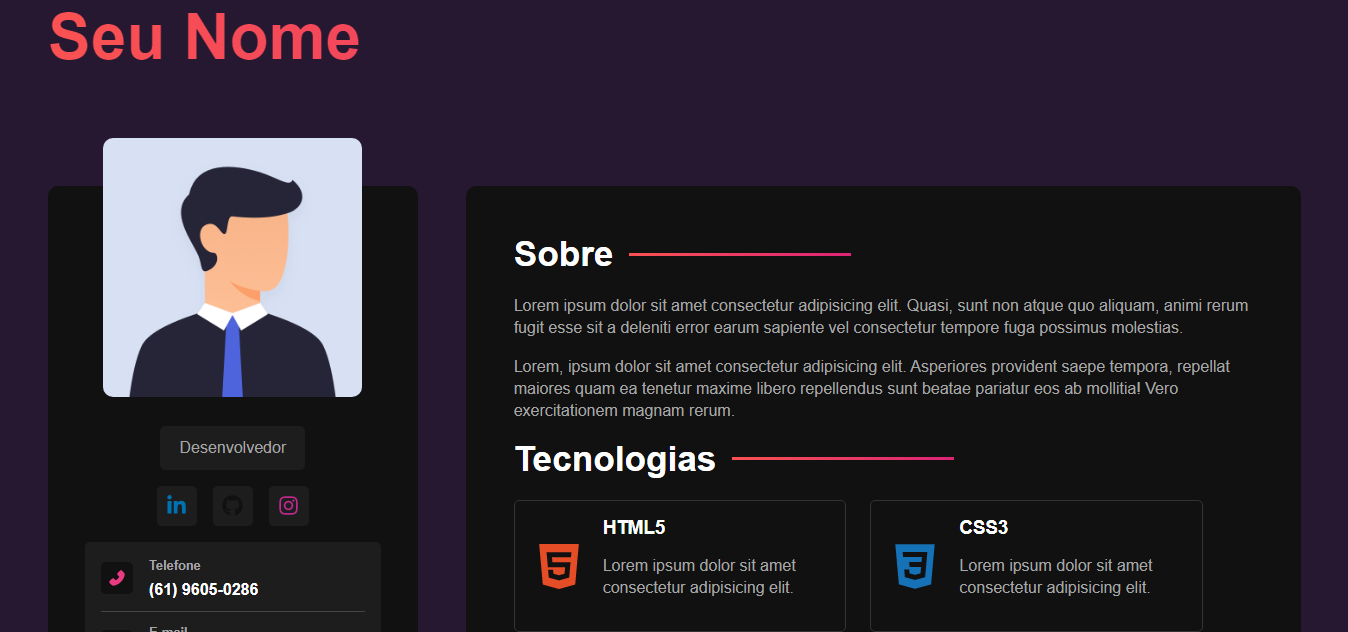 Seu Nome
Desenvolvedor
Telefone
(61) 9605-0286
E-mail
Sobre
Lorem ipsum dolor sit amet consectetur adipisicing elit. Quasi, sunt non atque quo aliquam, animi rerum
fugit esse sit a deleniti error earum sapiente vel consectetur tempore fuga possimus molestias.
Lorem, ipsum dolor sit amet consectetur adipisicing elit. Asperiores provident saepe tempora, repellat
maiores quam ea tenetur maxime libero repellendus sunt beatae pariatur eos ab mollitia! Vero
exercitationem magnam rerum.
Tecnologias
HTML5
Lorem ipsum dolor sit amet
consectetur adipisicing elit.
CSS3
Lorem ipsum dolor sit amet
consectetur adipisicing elit.